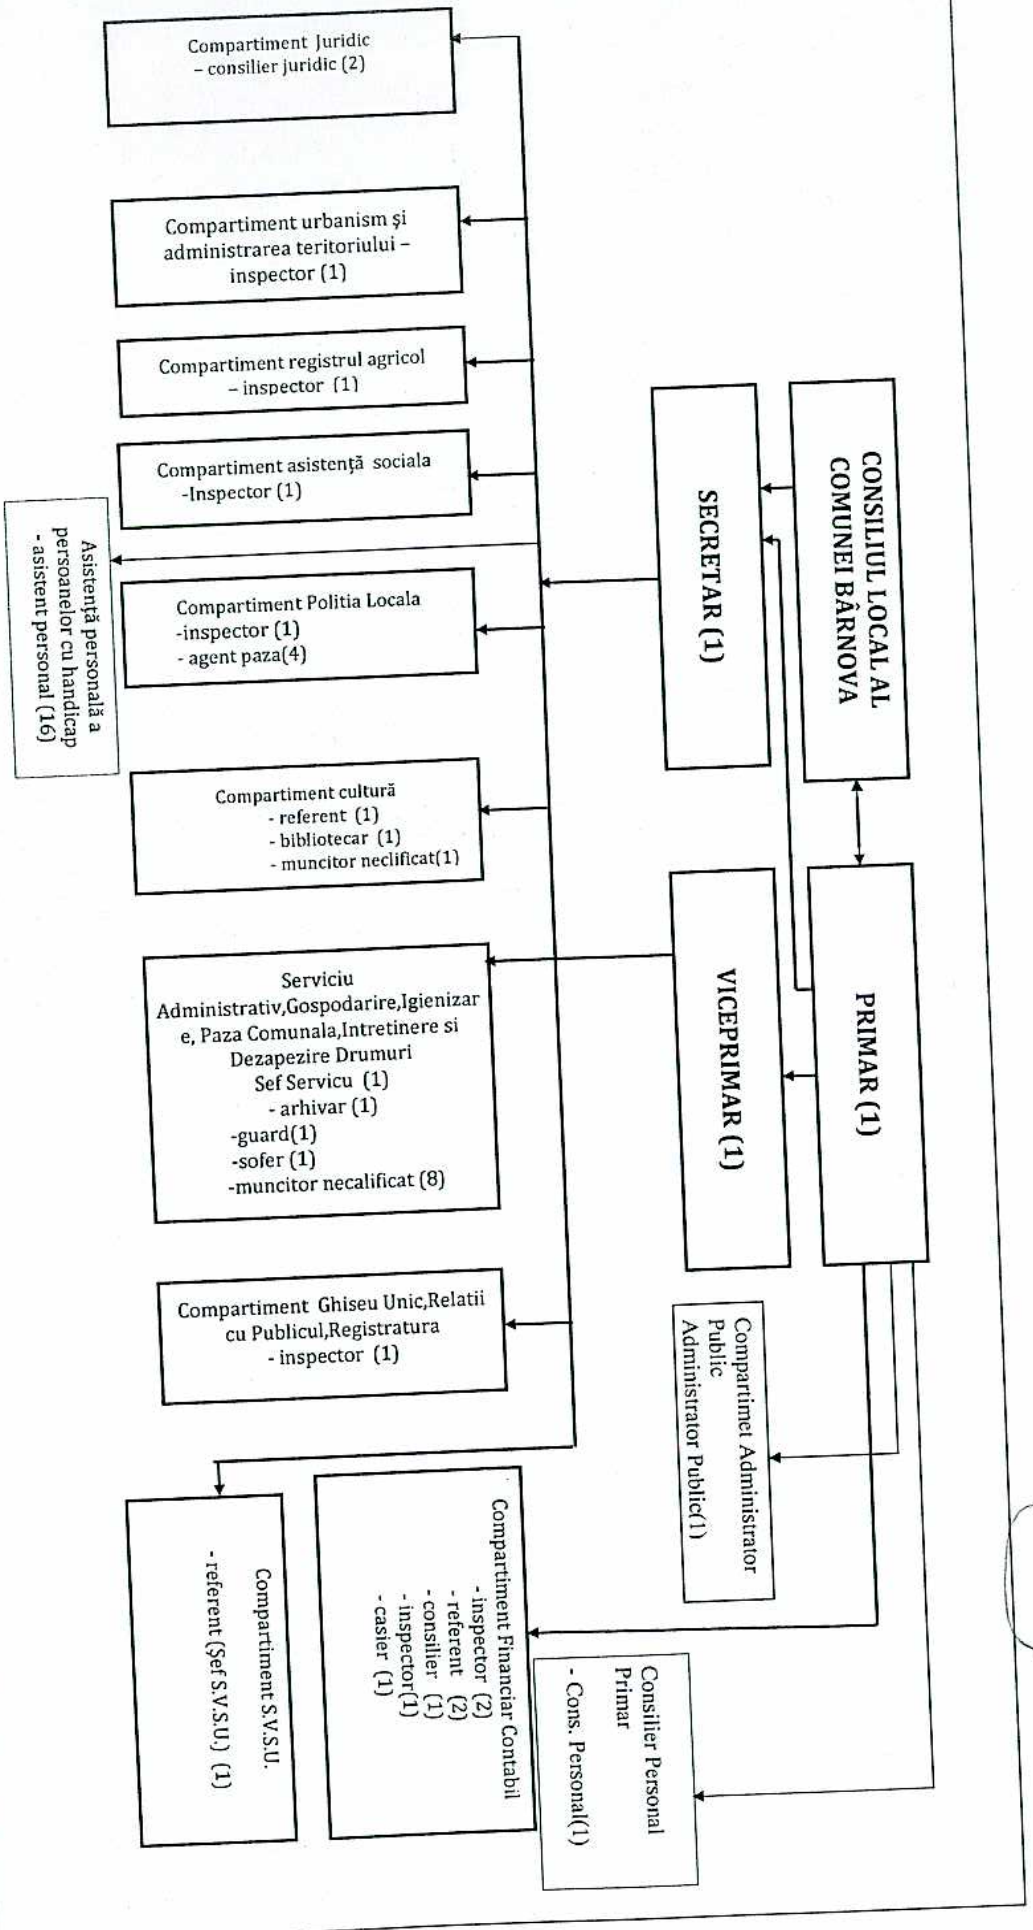 CONSILIUL LOCAL AL
COMUNEI BÂRNOVA
PRIMAR (1)
SECRETAR (1)
VICEPRIMAR (1)
Compartimet Administrator
Public
Administrator Public(1)
Consilier Personal
Primar
- Cons. Personal(1)
Compartiment Juridic
– consilier juridic (2)
Compartiment urbanism şi
administrarea teritoriului –
inspector (1)
Compartiment registrul agricol
– inspector (1)
Compartiment asistenţă sociala
-Inspector (1)
Asistenţă personală a
persoanelor cu handicap
- asistent personal (16)
Compartiment Politia Locala
-inspector (1)
- agent paza(4)
Compartiment cultură
- referent (1)
- bibliotecar (1)
- muncitor neclificat(1)
Serviciu
Administrativ,Gospodarire,Igienizar
e, Paza Comunala,Intretinere si
Dezapezire Drumuri
Sef Servicu (1)
- arhivar (1)
-guard(1)
-sofer (1)
-muncitor necalificat (8)
Compartiment Ghiseu Unic,Relatii
cu Publicul,Registratura
- inspector (1)
Compartiment Financiar Contabil
- inspector (2)
- referent (2)
- consilier (1)
- inspector(1)
- casier (1)
Compartiment S.V.S.U.
- referent (Şef S.V.S.U.) (1)